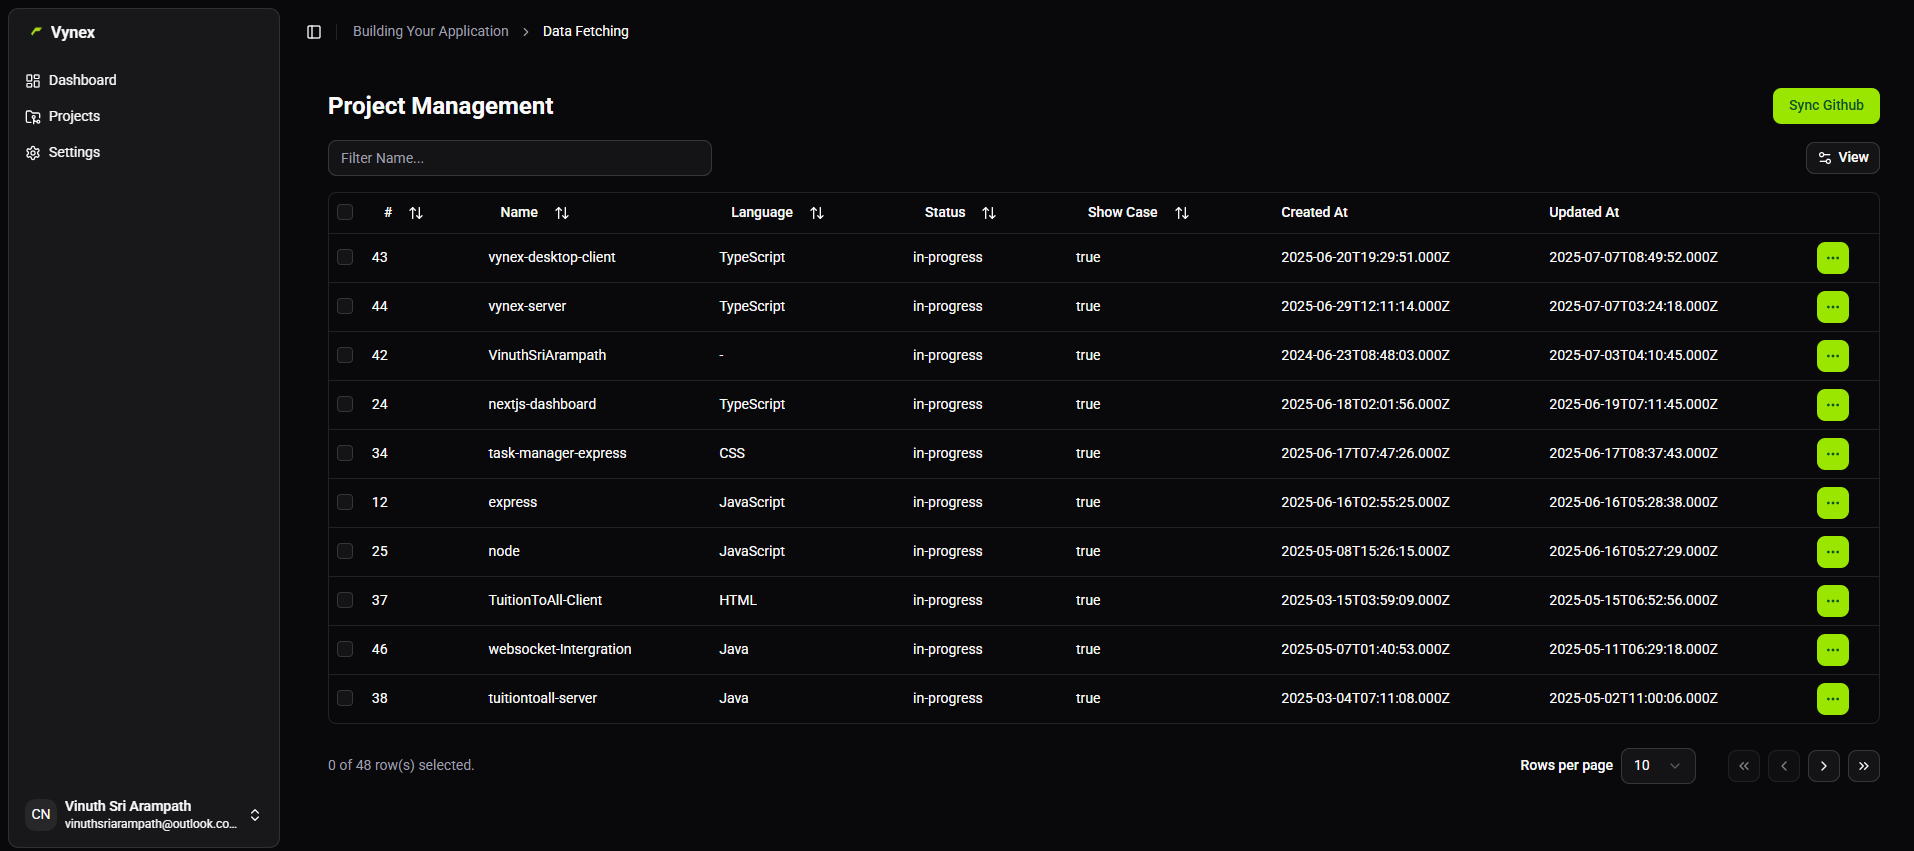 Vynex
Dashboard
Projects
Settings
Building Your Application > Data Fetching
Project Management
Sync Github
Filter Name...
View
# Name Language Status Show Case Created At Updated At
43 vynex-desktop-client TypeScript in-progress true 2025-06-20T19:29:51.000Z 2025-07-07T08:49:52.000Z ...
44 vynex-server TypeScript in-progress true 2025-06-29T12:11:14.000Z 2025-07-07T03:24:18.000Z ...
42 VinuthSriArampath - in-progress true 2024-06-23T08:48:03.000Z 2025-07-03T04:10:45.000Z ...
24 nextjs-dashboard TypeScript in-progress true 2025-06-18T02:01:56.000Z 2025-06-19T07:11:45.000Z ...
34 task-manager-express CSS in-progress true 2025-06-17T07:47:26.000Z 2025-06-17T08:37:43.000Z ...
12 express JavaScript in-progress true 2025-06-16T02:55:25.000Z 2025-06-16T05:28:38.000Z ...
25 node JavaScript in-progress true 2025-05-08T15:26:15.000Z 2025-06-16T05:27:29.000Z ...
37 TuitionToAll-Client HTML in-progress true 2025-03-15T03:59:09.000Z 2025-05-15T06:52:56.000Z ...
46 websocket-Intergration Java in-progress true 2025-05-07T01:40:53.000Z 2025-05-11T06:29:18.000Z ...
38 tuitiontoall-server Java in-progress true 2025-03-04T07:11:08.000Z 2025-05-02T11:00:06.000Z ...
0 of 48 row(s) selected.
Rows per page 10
CN
Vinuth Sri Arampath
vinuthsriarampath@outlook.co...